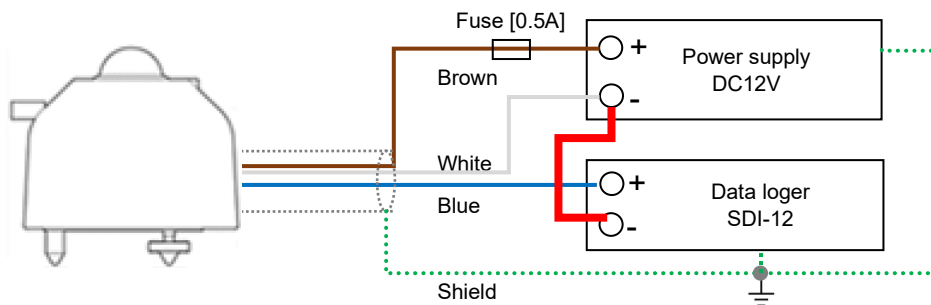 Fuse [0.5A]
+
Power supply
DC12V
Brown
-
White
+
Data loger
SDI-12
Blue
-
Shield